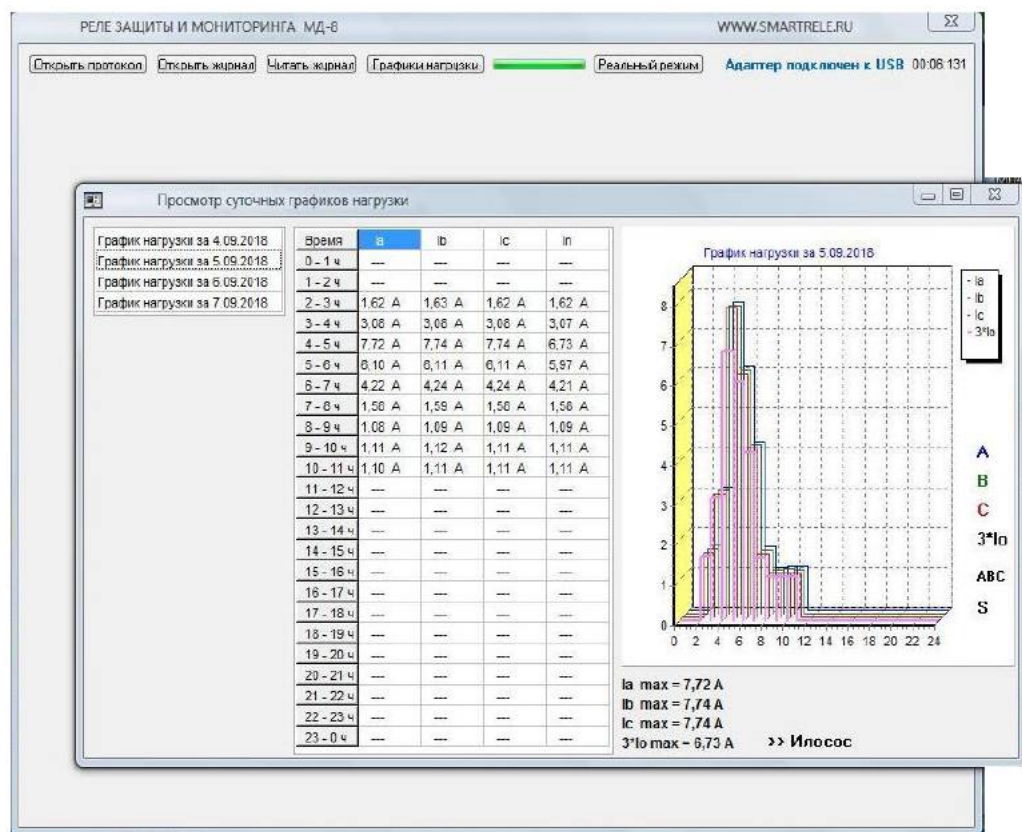 РЕЛЕ ЗАЩИТЫ И МОНИТОРИНГА МД-8 WWW.SMARTRELE.RU
Открыть протокол Открыть журнал Читать журнал Графики нагрузки Реальный режим Адаптер подключен к USB 00:06:131
Просмотр суточных графиков нагрузки
График нагрузки за 4.09.2018
График нагрузки за 5.09.2018
График нагрузки за 6.09.2018
График нагрузки за 7.09.2018
Время Ia Ib Ic In
0 - 1 ч --- --- --- ---
1 - 2 ч --- --- --- ---
2 - 3 ч 1,62 А 1,63 А 1,62 А 1,62 А
3 - 4 ч 3,08 А 3,08 А 3,08 А 3,07 А
4 - 5 ч 7,72 А 7,74 А 7,74 А 6,73 А
5 - 6 ч 6,10 А 6,11 А 6,11 А 5,97 А
6 - 7 ч 4,22 А 4,24 А 4,24 А 4,21 А
7 - 8 ч 1,58 А 1,59 А 1,58 А 1,58 А
8 - 9 ч 1,08 А 1,09 А 1,09 А 1,09 А
9 - 10 ч 1,11 А 1,12 А 1,11 А 1,11 А
10 - 11 ч 1,10 А 1,11 А 1,11 А 1,11 А
11 - 12 ч --- --- --- ---
12 - 13 ч --- --- --- ---
13 - 14 ч --- --- --- ---
14 - 15 ч --- --- --- ---
15 - 16 ч --- --- --- ---
16 - 17 ч --- --- --- ---
17 - 18 ч --- --- --- ---
18 - 19 ч --- --- --- ---
19 - 20 ч --- --- --- ---
20 - 21 ч --- --- --- ---
21 - 22 ч --- --- --- ---
22 - 23 ч --- --- --- ---
23 - 0 ч --- --- --- ---
График нагрузки за 5.09.2018
- Ia
- Ib
- Ic
- 3*Io
8
7
6
5
4
3
2
1
0
0 2 4 6 8 10 12 14 16 18 20 22 24
A
B
C
3*Io
ABC
S
Ia max = 7,72 А
Ib max = 7,74 А
Ic max = 7,74 А
3*Io max = 6,73 А >> Илосос